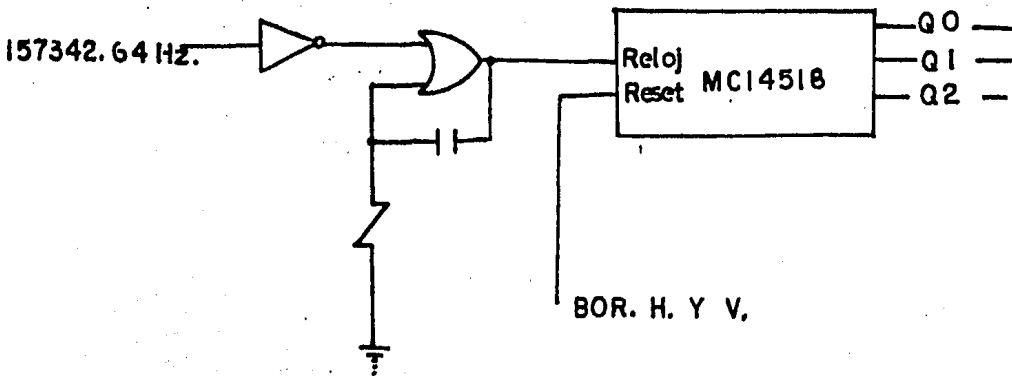 157342.64 Hz.
Reloj
Reset
MC14518
Q0
Q1
Q2
BOR. H. Y V.